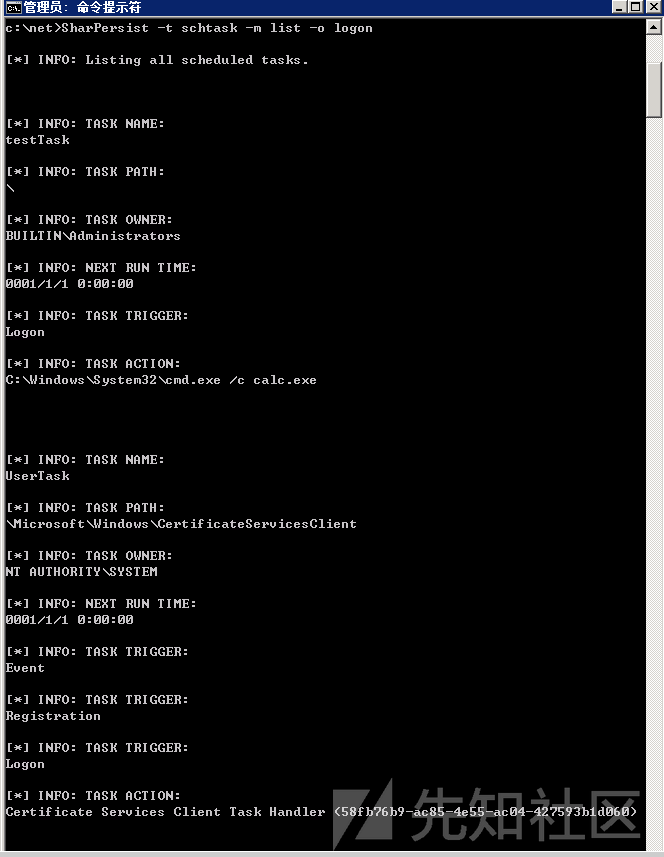 管理员: 命令提示符
c:\net>SharPersist -t schtask -m list -o logon
[*] INFO: Listing all scheduled tasks.
[*] INFO: TASK NAME:
testTask
[*] INFO: TASK PATH:
\
[*] INFO: TASK OWNER:
BUILTIN\Administrators
[*] INFO: NEXT RUN TIME:
0001/1/1 0:00:00
[*] INFO: TASK TRIGGER:
Logon
[*] INFO: TASK ACTION:
C:\Windows\System32\cmd.exe /c calc.exe
[*] INFO: TASK NAME:
UserTask
[*] INFO: TASK PATH:
\Microsoft\Windows\CertificateServicesClient
[*] INFO: TASK OWNER:
NT AUTHORITY\SYSTEM
[*] INFO: NEXT RUN TIME:
0001/1/1 0:00:00
[*] INFO: TASK TRIGGER:
Event
[*] INFO: TASK TRIGGER:
Registration
[*] INFO: TASK TRIGGER:
Logon
[*] INFO: TASK ACTION:
Certificate Services Client Task Handler (58fb76b9-ac85-4e55-ac04-427593b1d060)
先知社区